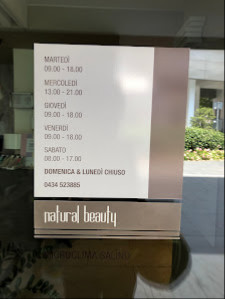 MARTEDÌ
09.00 - 18.00
MERCOLEDÌ
13:00 - 21.00
GIOVEDÌ
09.00 - 18.00
VENERDÌ
09.00 - 18.00
SABATO
08.00 - 17.00
DOMENICA & LUNEDÌ CHIUSO
0434 523885
natural beauty